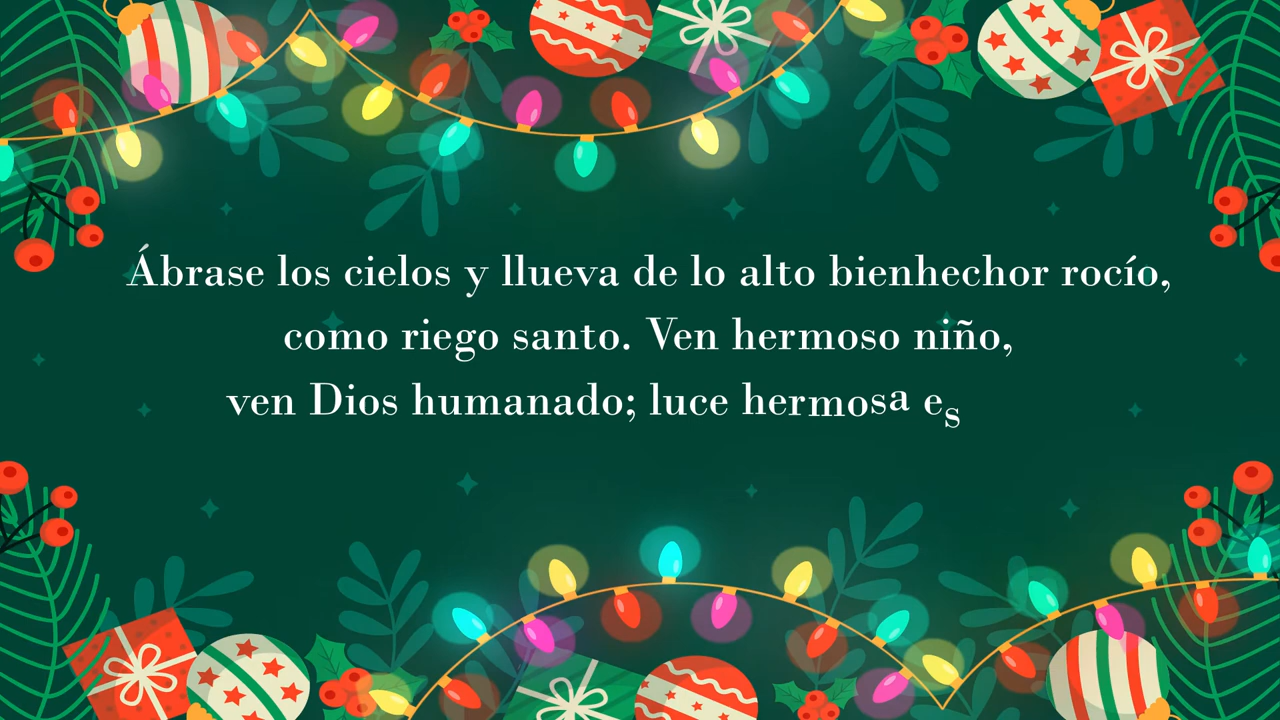 Ábrase los cielos y llueva de lo alto bienhechor rocío,
como riego santo. Ven hermoso niño,
ven Dios humanado; luce hermosa es